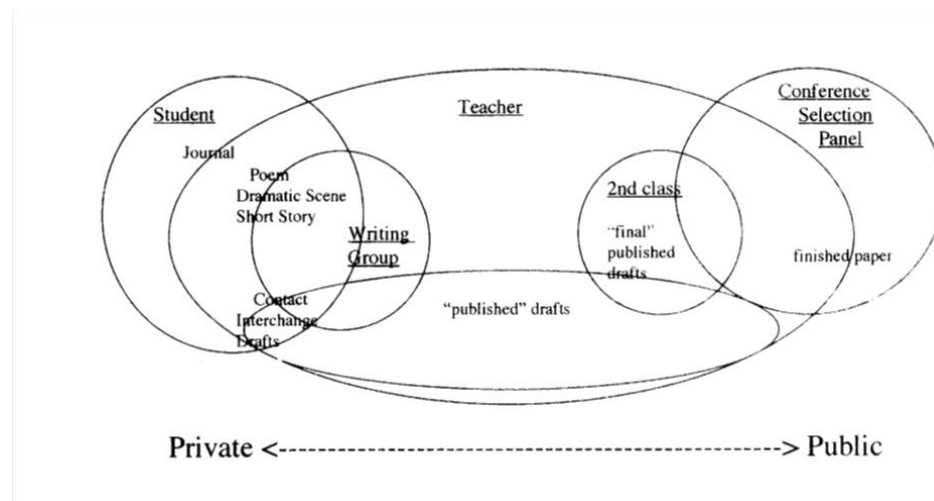 Student
Journal
Poem
Dramatic Scene
Short Story
Writing
Group
Contact
Interchange
Drafts
Teacher
"published" drafts
2nd class
"final"
published
drafts
Conference
Selection
Panel
finished paper
Private <--------------------------------------------------> Public